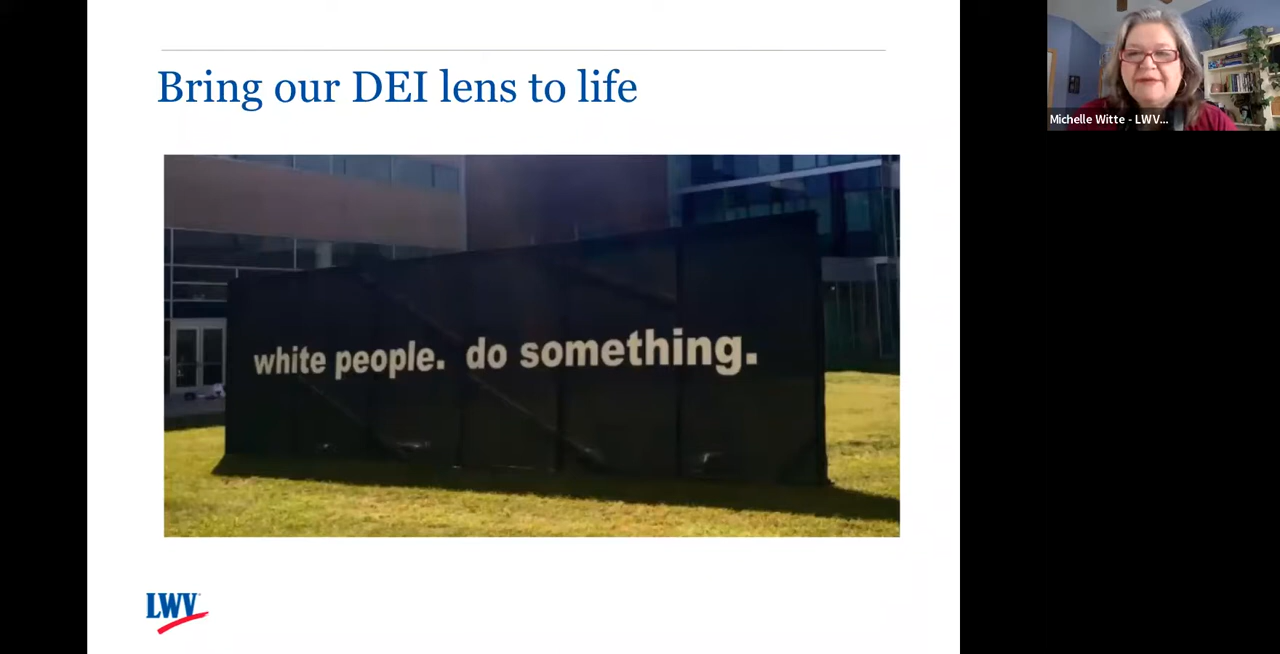 Bring our DEI lens to life
Michelle Witte - LWV...
white people. do something.
LWV